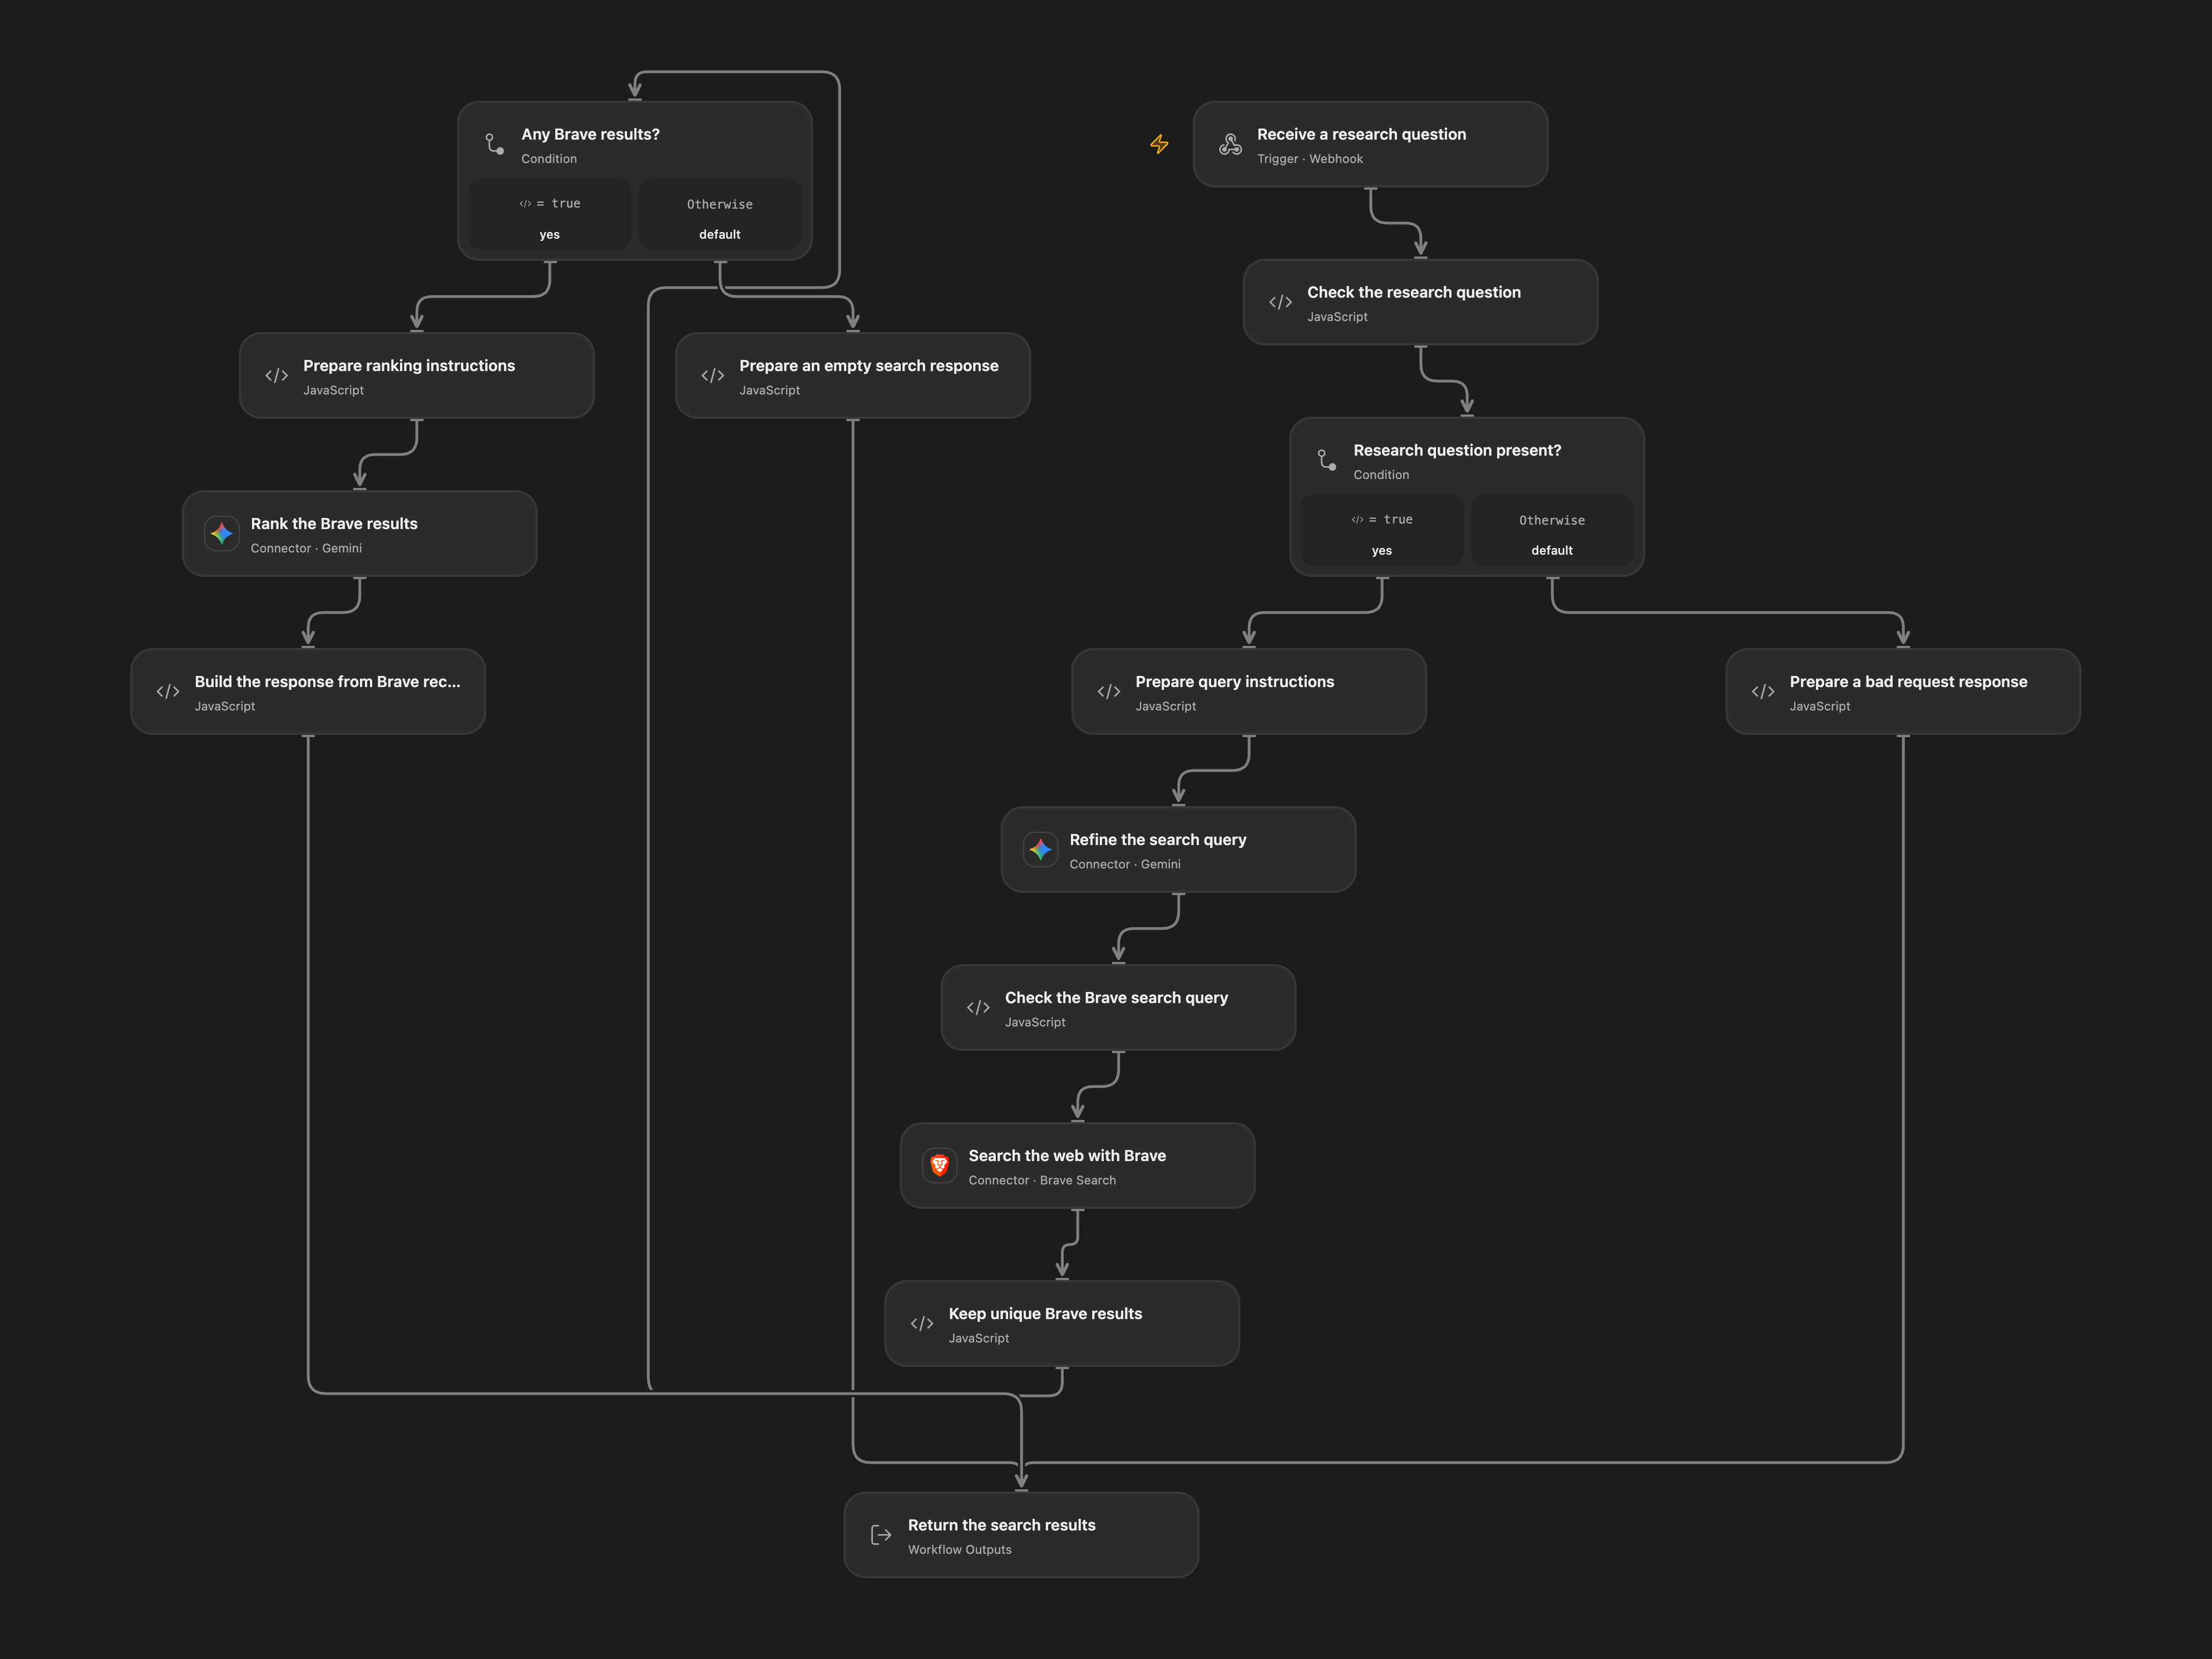 Any Brave results?
Condition
</> = true
yes
Otherwise
default
Receive a research question
Trigger · Webhook
Check the research question
JavaScript
Prepare ranking instructions
JavaScript
Prepare an empty search response
JavaScript
Research question present?
Condition
</> = true
yes
Otherwise
default
Rank the Brave results
Connector · Gemini
Build the response from Brave rec...
JavaScript
Prepare query instructions
JavaScript
Prepare a bad request response
JavaScript
Refine the search query
Connector · Gemini
Check the Brave search query
JavaScript
Search the web with Brave
Connector · Brave Search
Keep unique Brave results
JavaScript
Return the search results
Workflow Outputs